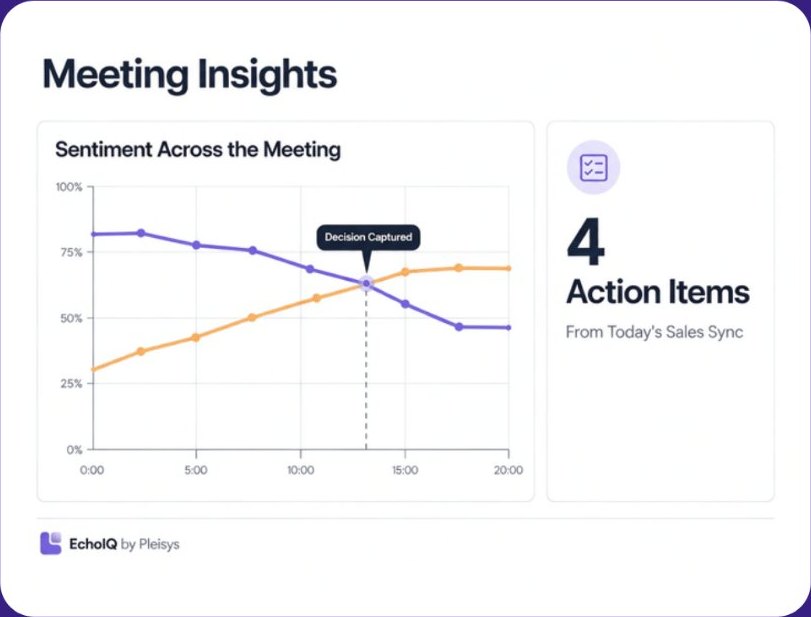 Meeting Insights
Sentiment Across the Meeting
100%
75%
50%
25%
0%
Decision Captured
0:00
5:00
10:00
15:00
20:00
4
Action Items
From Today's Sales Sync
EchoIQ by Pleisys